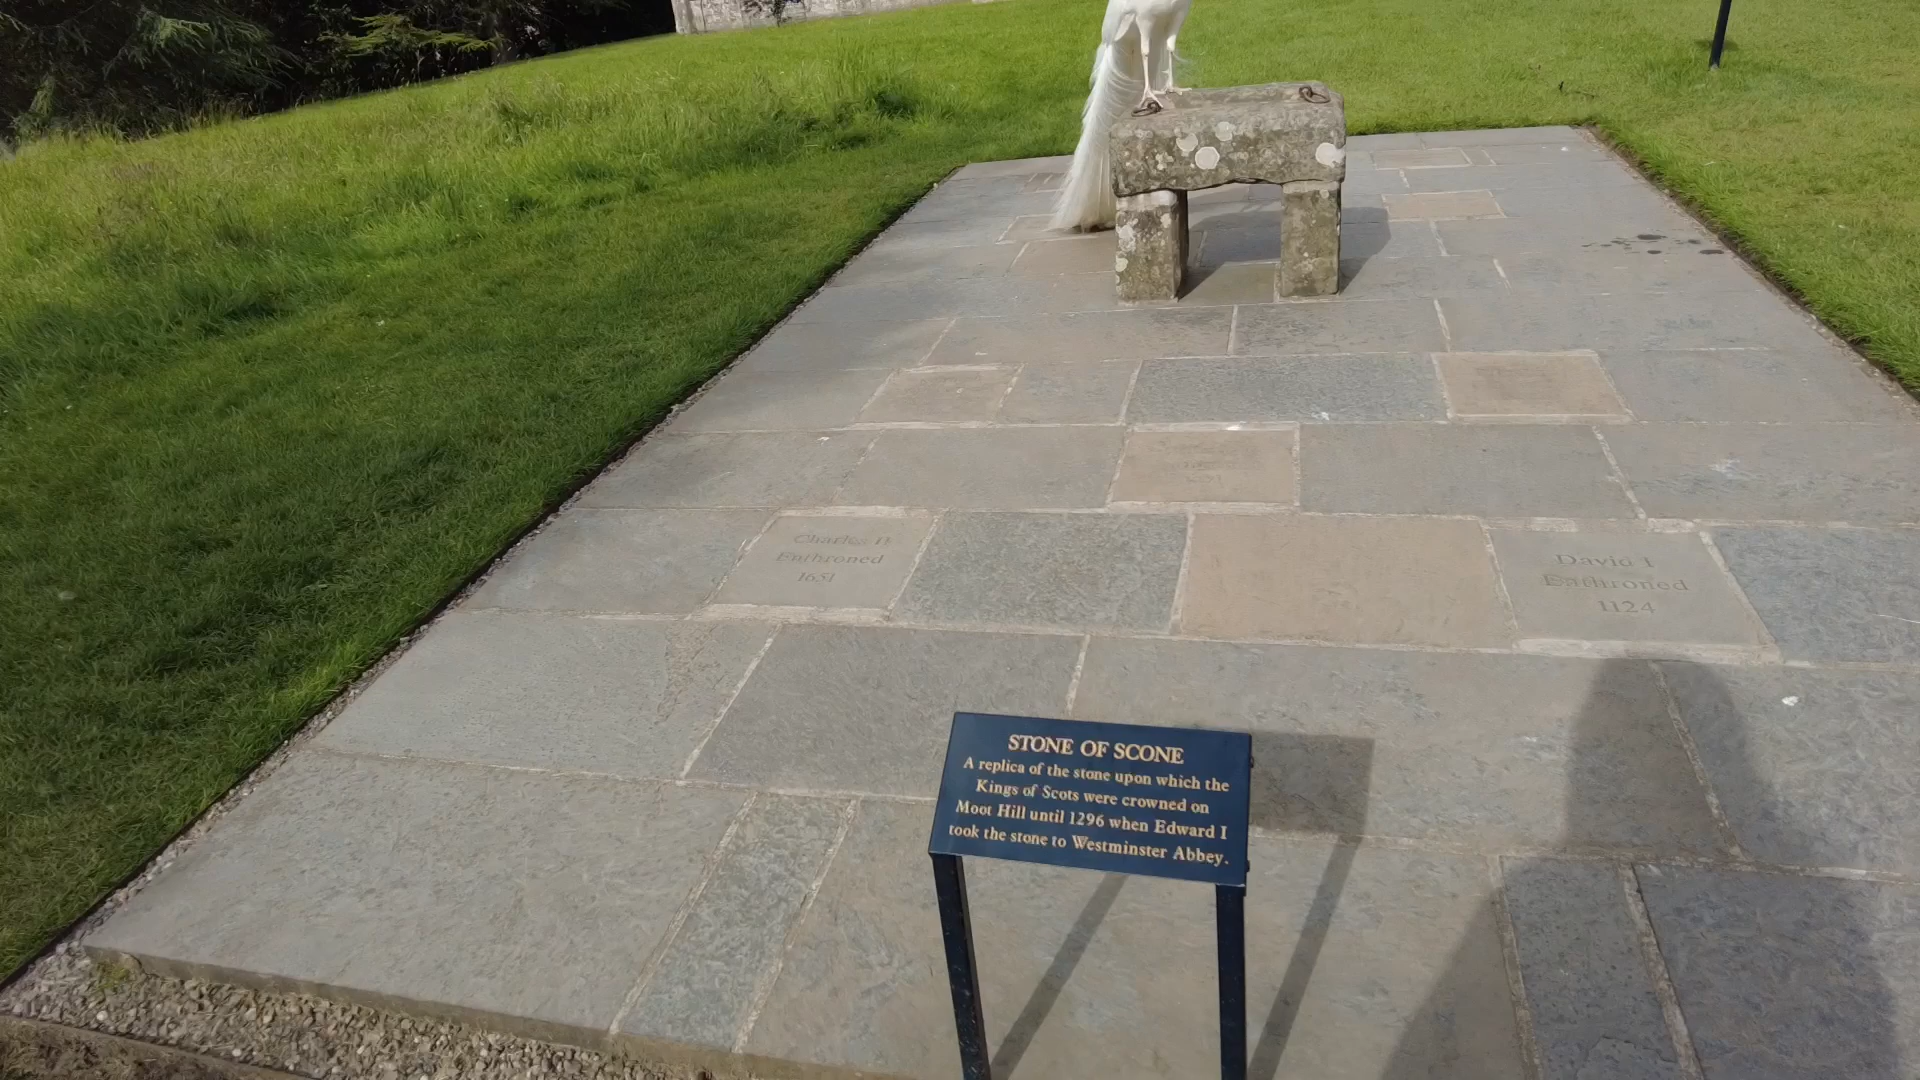 Charles II
Enthroned
1651
David I
Enthroned
1124
STONE OF SCONE
A replica of the stone upon which the
Kings of Scots were crowned on
Moot Hill until 1296 when Edward I
took the stone to Westminster Abbey.